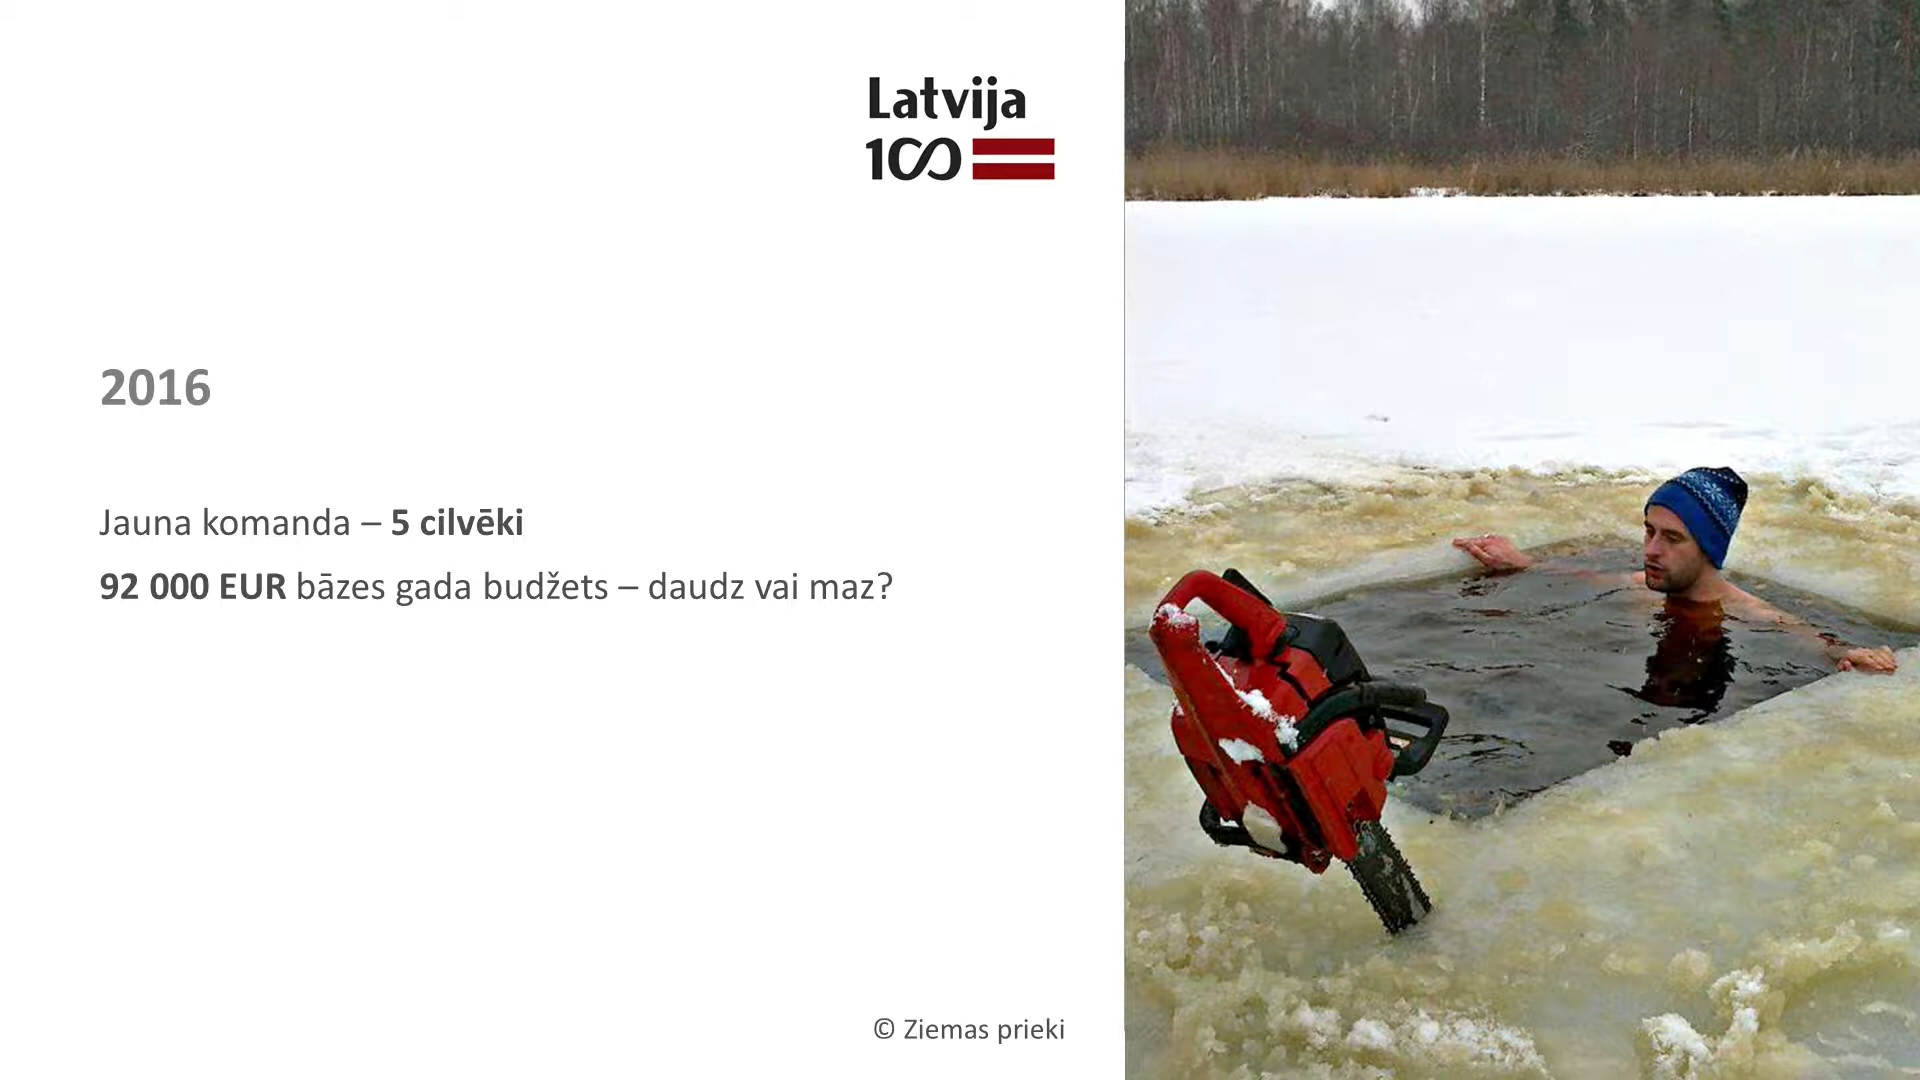 Latvija
100
2016
Jauna komanda – 5 cilvēki
92 000 EUR bāzes gada budžets – daudz vai maz?
© Ziemas prieki